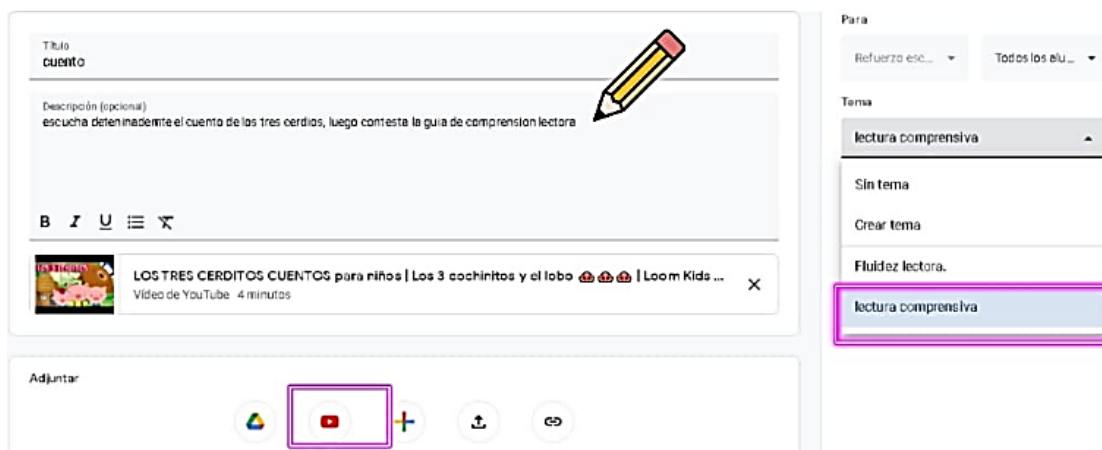 Título
cuento
Descripción (opcional)
escucha deteninademte el cuento de los tres cerdios, luego contesta la guia de comprension lectora
B I U
LOS TRES CERDITOS CUENTOS para niños | Los 3 cochinitos y el lobo | Loom Kids ...
Vídeo de YouTube 4 minutos
Adjuntar
Para
Refuerzo esc... Todos los alu...
Tema
lectura comprensiva
Sin tema
Crear tema
Fluidez lectora.
lectura comprensiva